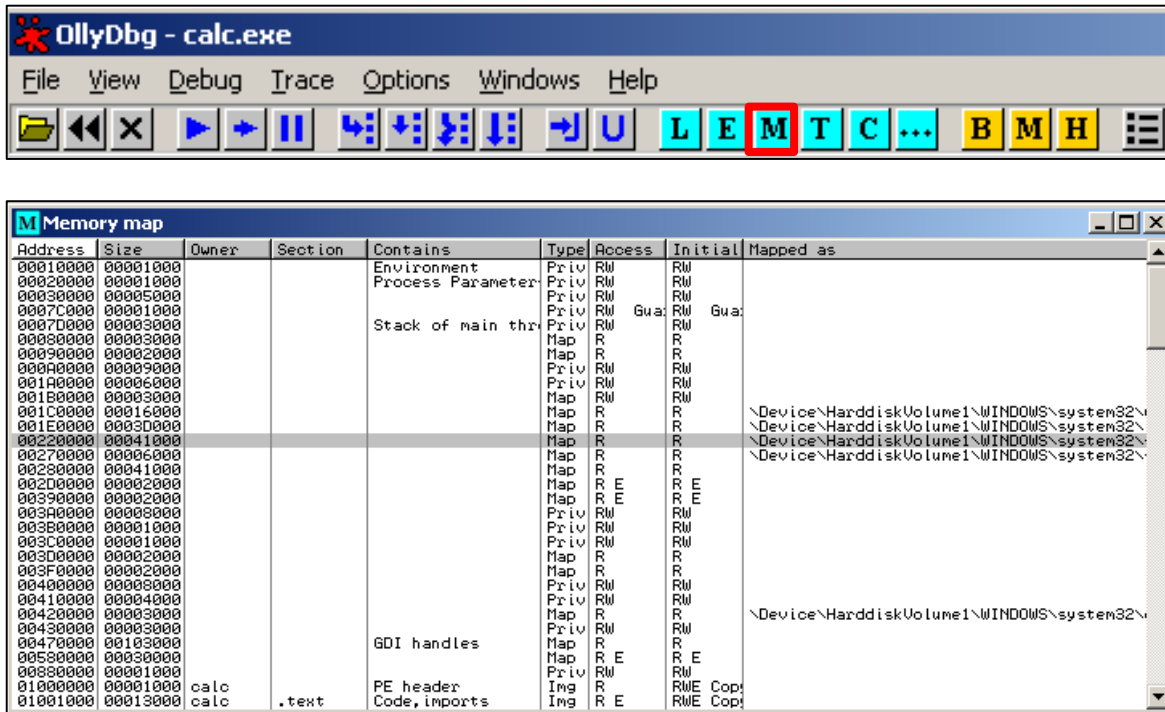 OllyDbg - calc.exe
File View Debug Trace Options Windows Help
L E M T C ... B M H
M Memory map
Address Size Owner Section Contains Type Access Initial Mapped as
00010000 00001000 Environment Priv RW RW
00020000 00001000 Process Parameter Priv RW RW
00030000 00005000 Priv RW RW
0007C000 00001000 Priv RW Gua RW Gua
0007D000 00003000 Stack of main thr Priv RW RW
00080000 00003000 Map R R
00090000 00002000 Map R R
000A0000 00009000 Priv RW RW
001A0000 00006000 Priv RW RW
001B0000 00003000 Map RW RW
001C0000 00016000 Map R R \Device\HarddiskVolume1\WINDOWS\system32\
001E0000 0003D000 Map R R \Device\HarddiskVolume1\WINDOWS\system32\
00220000 00041000 Map R R \Device\HarddiskVolume1\WINDOWS\system32\
00270000 00006000 Map R R \Device\HarddiskVolume1\WINDOWS\system32\
00280000 00041000 Map R R
002D0000 00002000 Map R E R E
00390000 00002000 Map R E R E
003A0000 00008000 Priv RW RW
003B0000 00001000 Priv RW RW
003C0000 00001000 Priv RW RW
003D0000 00002000 Map R R
003F0000 00002000 Map R R
00400000 00008000 Priv RW RW
00410000 00004000 Priv RW RW
00420000 00003000 Map R R \Device\HarddiskVolume1\WINDOWS\system32\
00430000 00003000 Priv RW RW
00470000 00103000 GDI handles Map R R
00580000 00030000 Map R E R E
00880000 00001000 Priv RW RW
01000000 00001000 calc PE header Img R RWE Cop
01001000 00013000 calc .text Code,imports Img R E RWE Cop